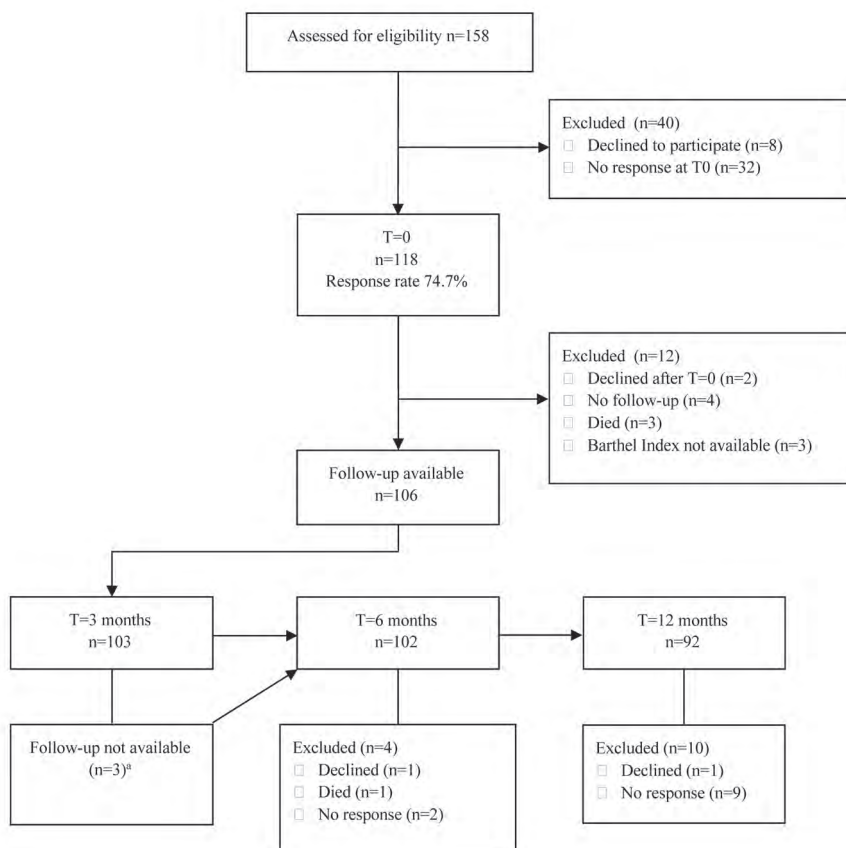 Assessed for eligibility n=158
Excluded (n=40)
Declined to participate (n=8)
No response at T0 (n=32)
T=0
n=118
Response rate 74.7%
Excluded (n=12)
Declined after T=0 (n=2)
No follow-up (n=4)
Died (n=3)
Barthel Index not available (n=3)
Follow-up available
n=106
T=3 months
n=103
T=6 months
n=102
T=12 months
n=92
Follow-up not available
(n=3)ᵃ
Excluded (n=4)
Declined (n=1)
Died (n=1)
No response (n=2)
Excluded (n=10)
Declined (n=1)
No response (n=9)